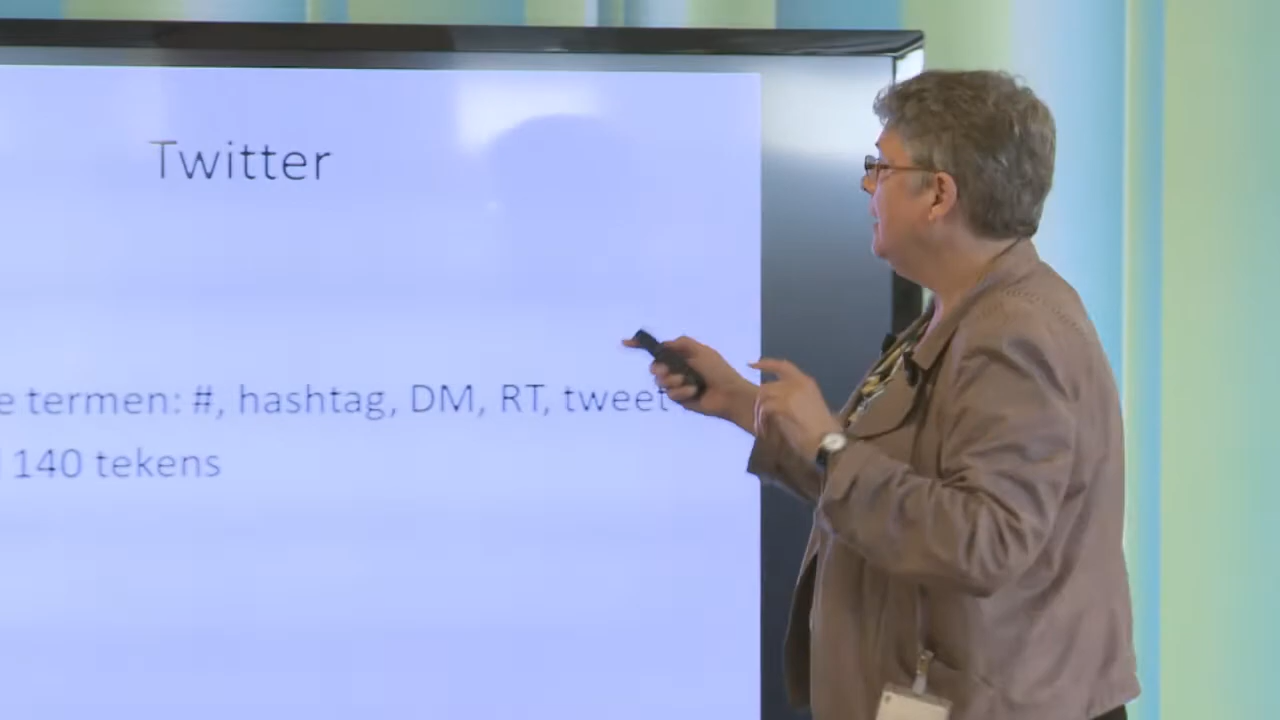 Twitter
e termen: #, hashtag, DM, RT, tweet
140 tekens